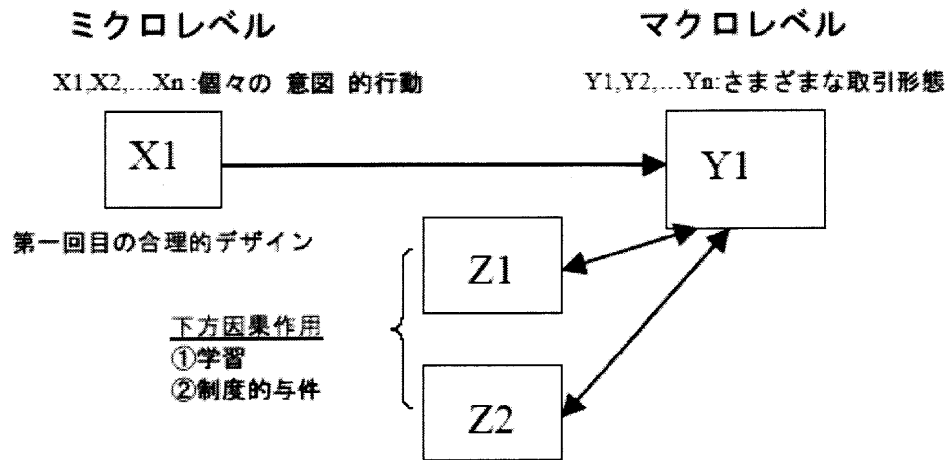 ミクロレベル
マクロレベル
X1,X2,…Xn:個々の 意図 的行動
Y1,Y2,…Yn:さまざまな取引形態
X1
Y1
第一回目の合理的デザイン
Z1
下方因果作用
①学習
②制度的与件
Z2